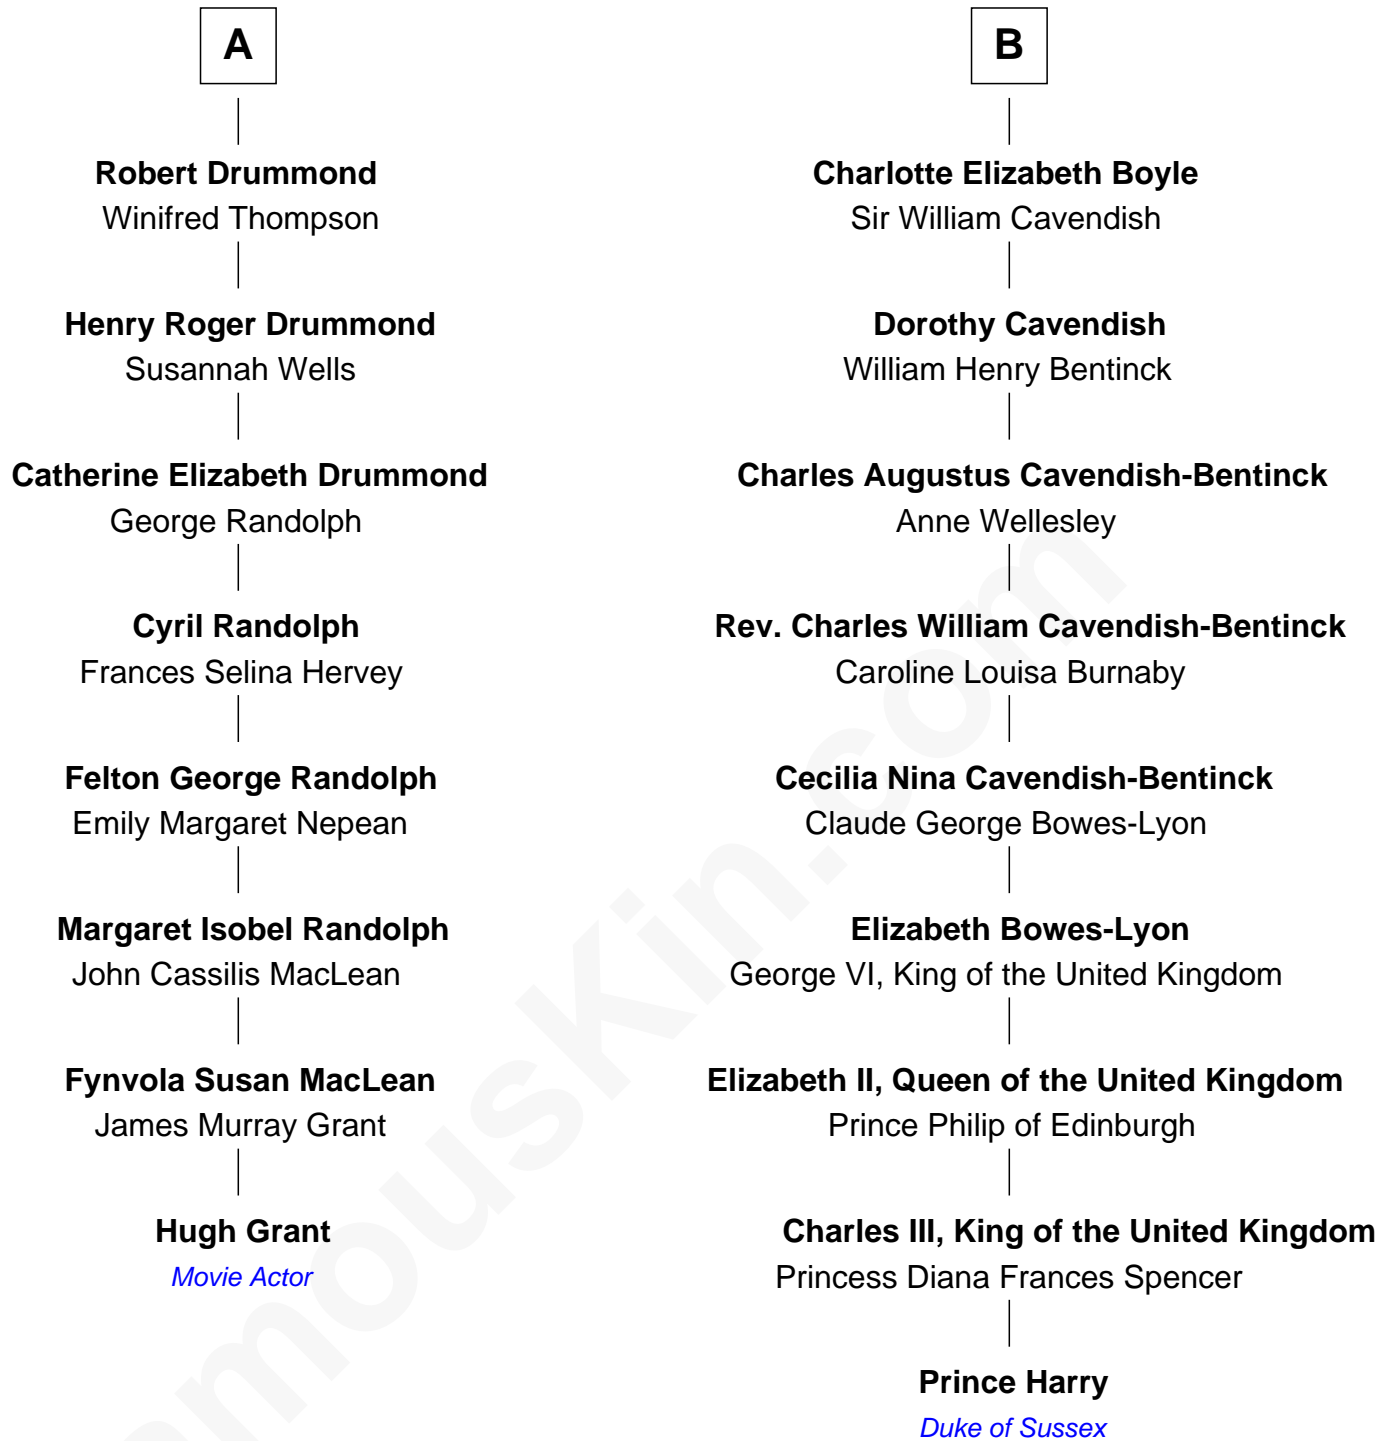 A
Robert Drummond
Winifred Thompson
Henry Roger Drummond
Susannah Wells
Catherine Elizabeth Drummond
George Randolph
Cyril Randolph
Frances Selina Hervey
Felton George Randolph
Emily Margaret Nepean
Margaret Isobel Randolph
John Cassilis MacLean
Fynvola Susan MacLean
James Murray Grant
Hugh Grant
Movie Actor
B
Charlotte Elizabeth Boyle
Sir William Cavendish
Dorothy Cavendish
William Henry Bentinck
Charles Augustus Cavendish-Bentinck
Anne Wellesley
Rev. Charles William Cavendish-Bentinck
Caroline Louisa Burnaby
Cecilia Nina Cavendish-Bentinck
Claude George Bowes-Lyon
Elizabeth Bowes-Lyon
George VI, King of the United Kingdom
Elizabeth II, Queen of the United Kingdom
Prince Philip of Edinburgh
Charles III, King of the United Kingdom
Princess Diana Frances Spencer
Prince Harry
Duke of Sussex
amousKin.com